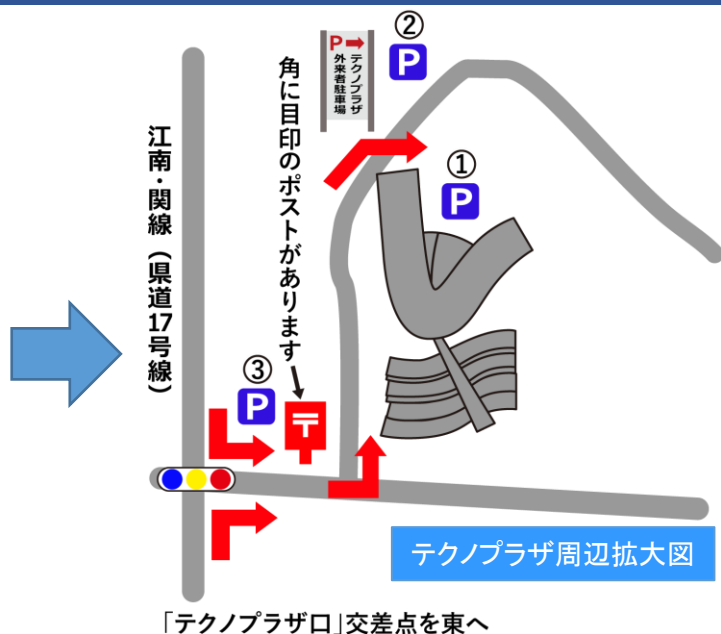 ②
P
P➡
テクノプラザ
外来者駐車場
角に目印のポストがあります
江南・関線（県道17号線）
①
P
③
P
〒
テクノプラザ周辺拡大図
「テクノプラザ口」交差点を東へ